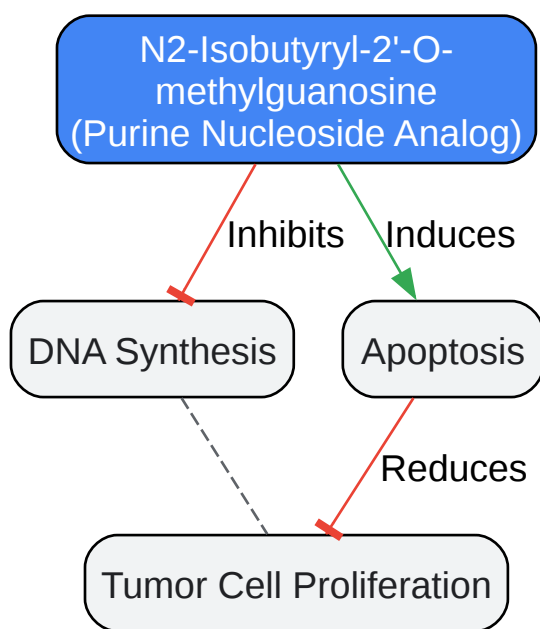 N2-Isobutyryl-2'-O-
methylguanosine
(Purine Nucleoside Analog)
Inhibits
Induces
DNA Synthesis
Apoptosis
Reduces
Tumor Cell Proliferation